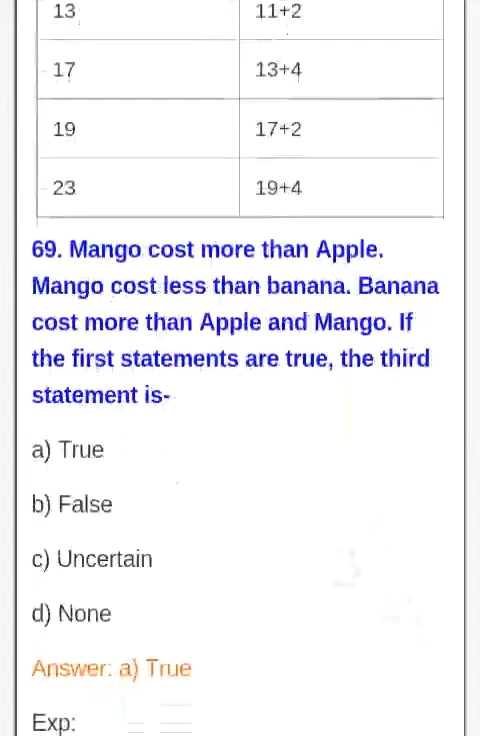 13 11+2
17 13+4
19 17+2
23 19+4
69. Mango cost more than Apple.
Mango cost less than banana. Banana
cost more than Apple and Mango. If
the first statements are true, the third
statement is-
a) True
b) False
c) Uncertain
d) None
Answer: a) True
Exp: